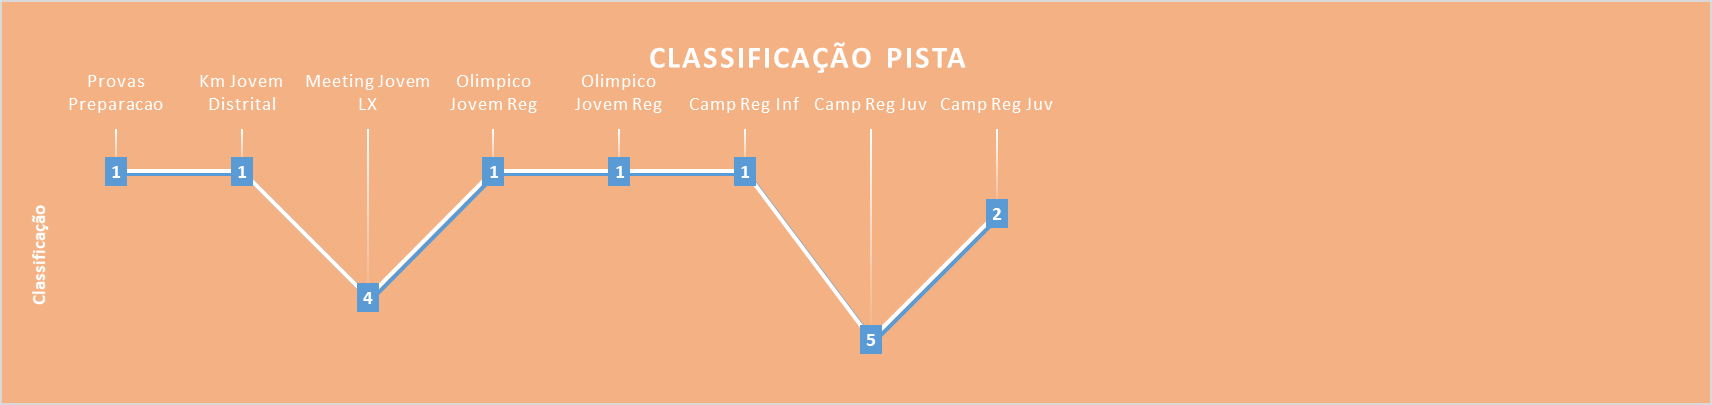 CLASSIFICAÇÃO PISTA
Provas
Preparacao
Km Jovem
Distrital
Meeting Jovem
LX
Olimpico
Jovem Reg
Olimpico
Jovem Reg
Camp Reg Inf
Camp Reg Juv
Camp Reg Juv
1
1
4
1
1
1
5
2
Classificação